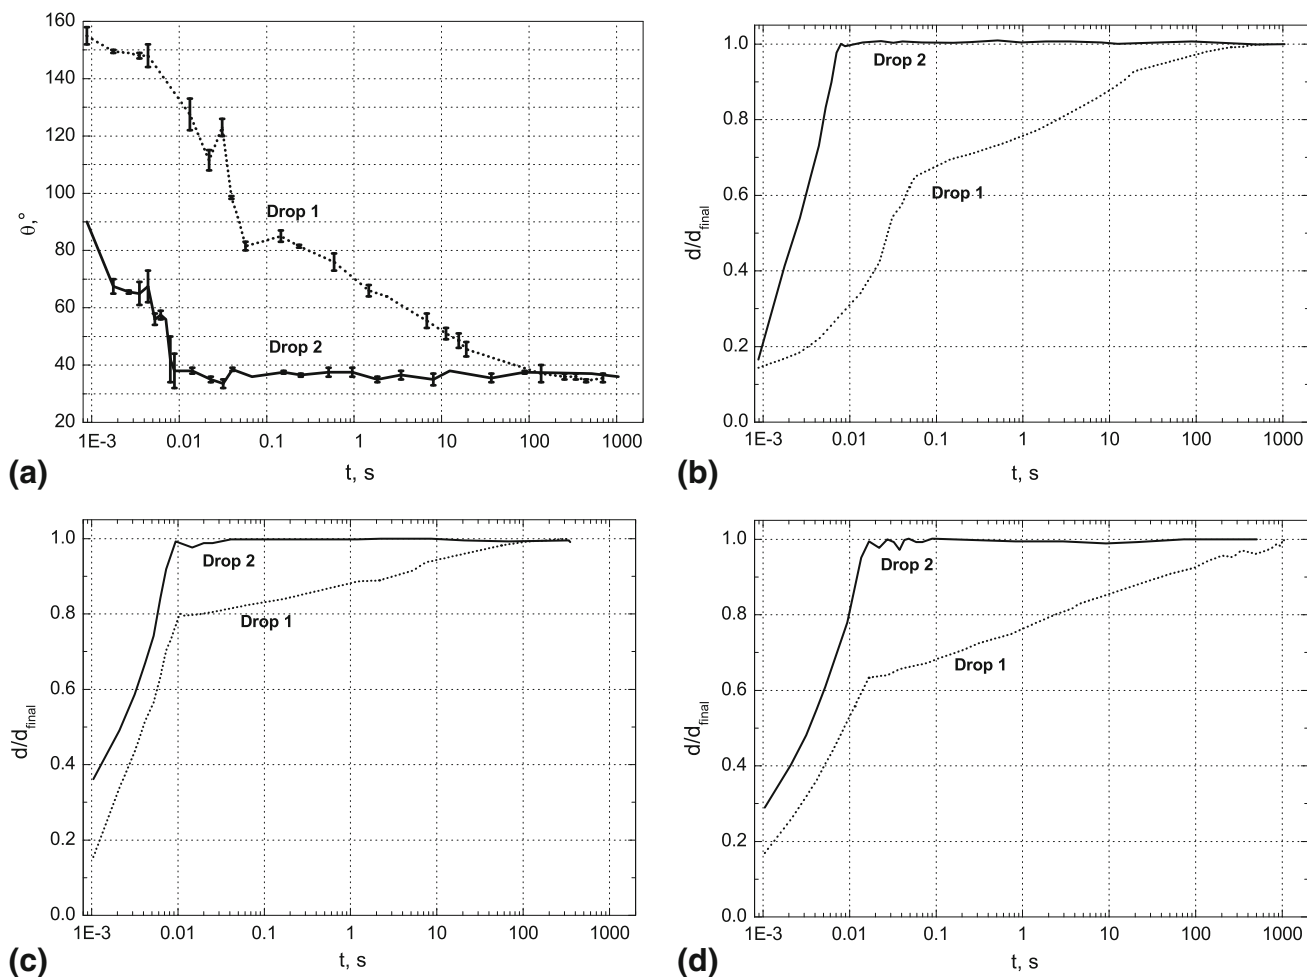 160
140
120
100
80
60
40
20
θ,°
Drop 1
Drop 2
1E-3 0.01 0.1 1 10 100 1000
t, s
(a)
1.0
0.8
0.6
0.4
0.2
0.0
d/d_final
Drop 2
Drop 1
1E-3 0.01 0.1 1 10 100 1000
t, s
(b)
1.0
0.8
0.6
0.4
0.2
0.0
d/d_final
Drop 2
Drop 1
1E-3 0.01 0.1 1 10 100 1000
t, s
(c)
1.0
0.8
0.6
0.4
0.2
0.0
d/d_final
Drop 2
Drop 1
1E-3 0.01 0.1 1 10 100 1000
t, s
(d)